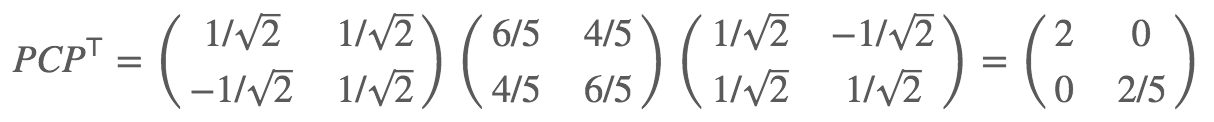 PCP⊤ = ( 1/√2 1/√2 −1/√2 1/√2 ) ( 6/5 4/5 4/5 6/5 ) ( 1/√2 −1/√2 1/√2 1/√2 ) = ( 2 0 0 2/5 )